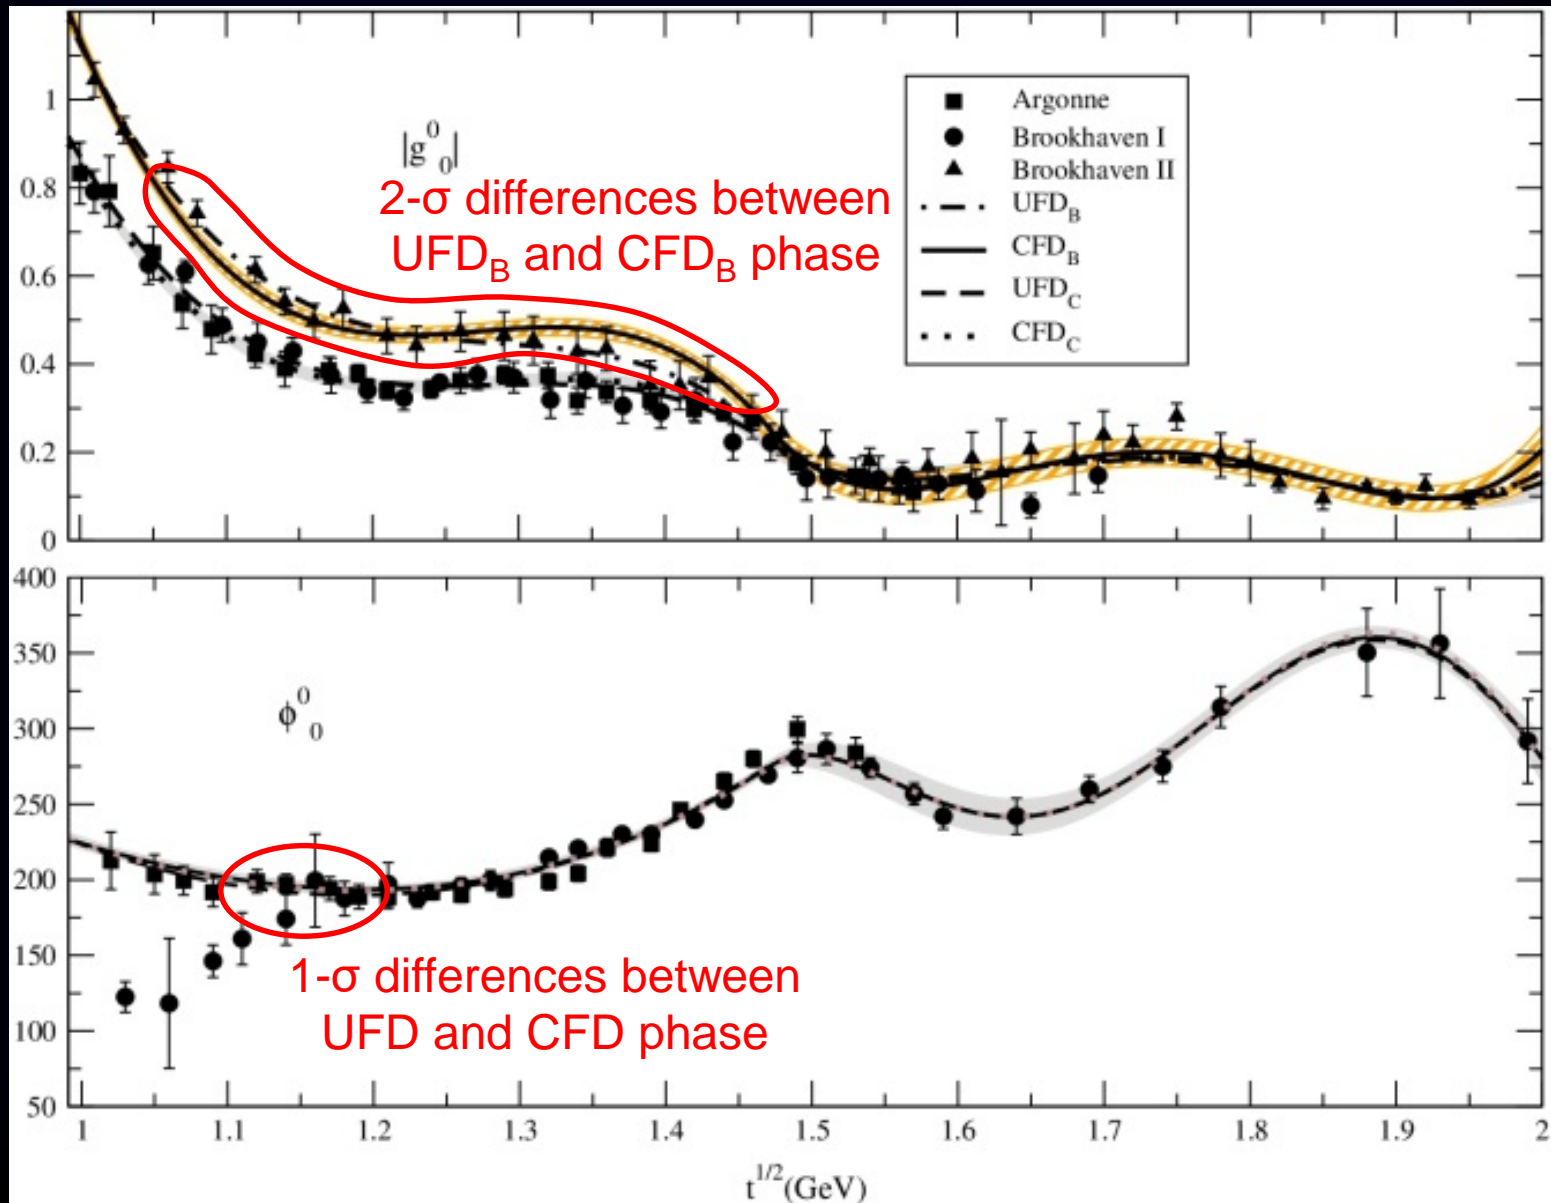 1
0.8
0.6
0.4
0.2
0
|g⁰₀|
2-σ differences between
UFD_B and CFD_B phase
Argonne
Brookhaven I
Brookhaven II
UFD_B
CFD_B
UFD_C
CFD_C
400
350
300
250
200
150
100
50
ϕ⁰₀
1-σ differences between
UFD and CFD phase
1 1.1 1.2 1.3 1.4 1.5 1.6 1.7 1.8 1.9 2
t^1/2(GeV)